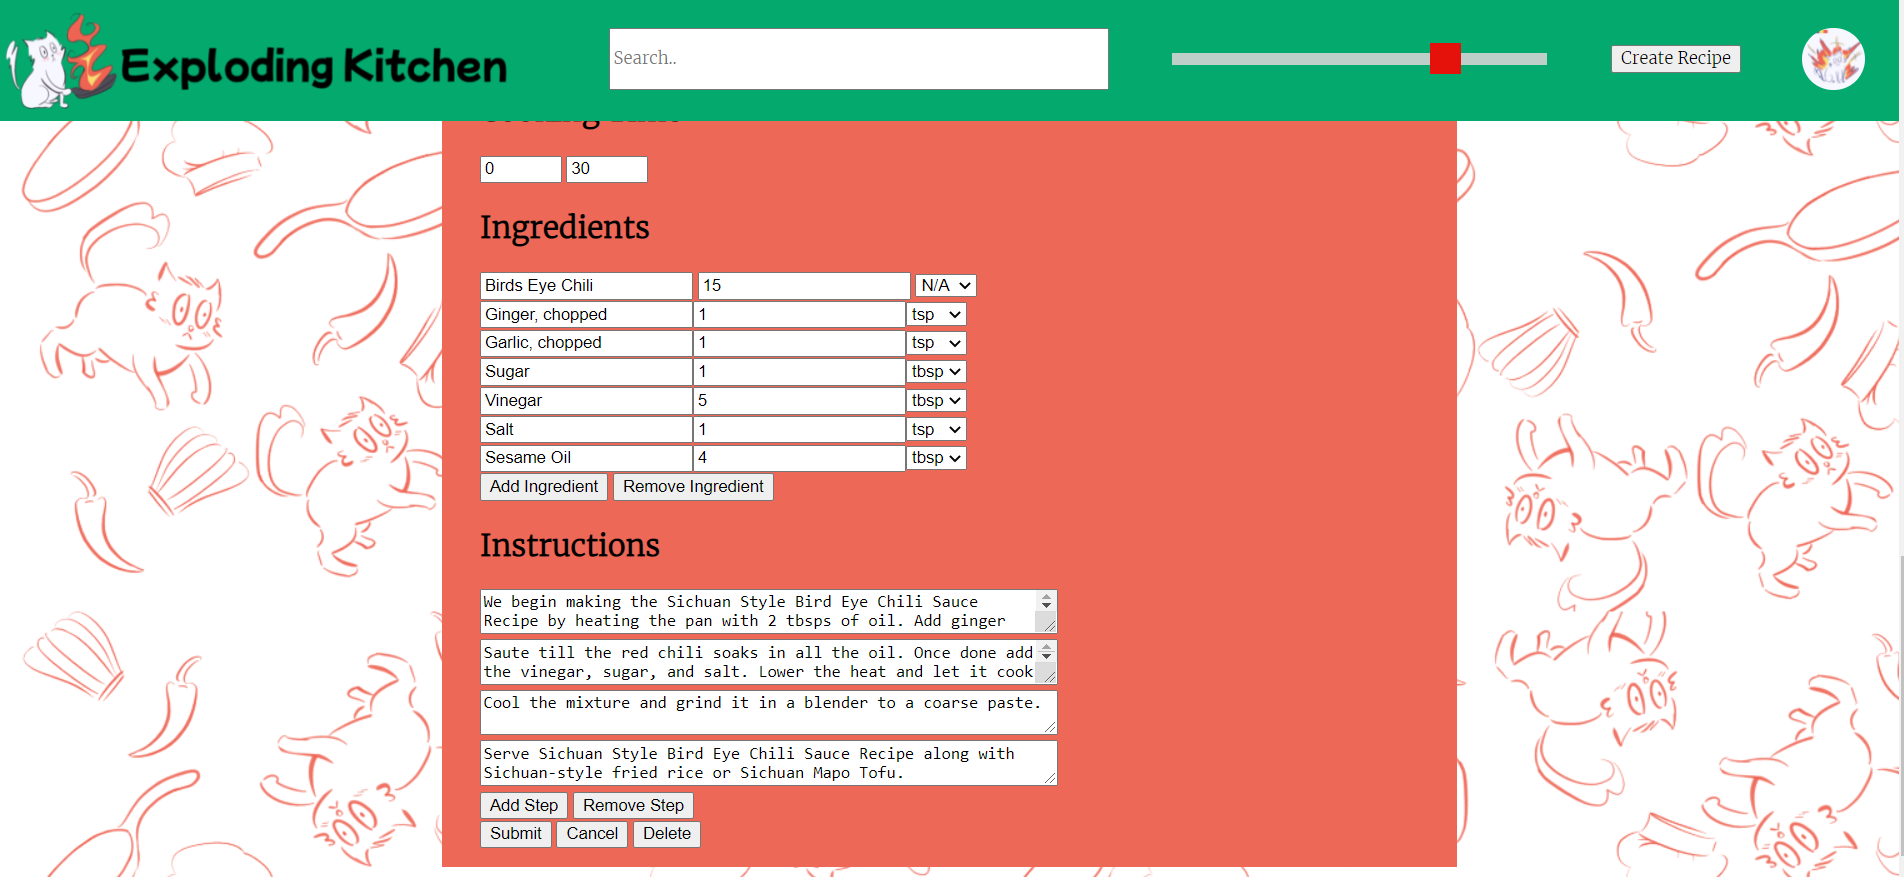 Exploding Kitchen
Search..
Create Recipe
Cooking Time
0 30
Ingredients
Birds Eye Chili 15 N/A
Ginger, chopped 1 tsp
Garlic, chopped 1 tsp
Sugar 1 tbsp
Vinegar 5 tbsp
Salt 1 tsp
Sesame Oil 4 tbsp
Add Ingredient Remove Ingredient
Instructions
We begin making the Sichuan Style Bird Eye Chili Sauce
Recipe by heating the pan with 2 tbsps of oil. Add ginger
Saute till the red chili soaks in all the oil. Once done add
the vinegar, sugar, and salt. Lower the heat and let it cook
Cool the mixture and grind it in a blender to a coarse paste.
Serve Sichuan Style Bird Eye Chili Sauce Recipe along with
Sichuan-style fried rice or Sichuan Mapo Tofu.
Add Step Remove Step
Submit Cancel Delete